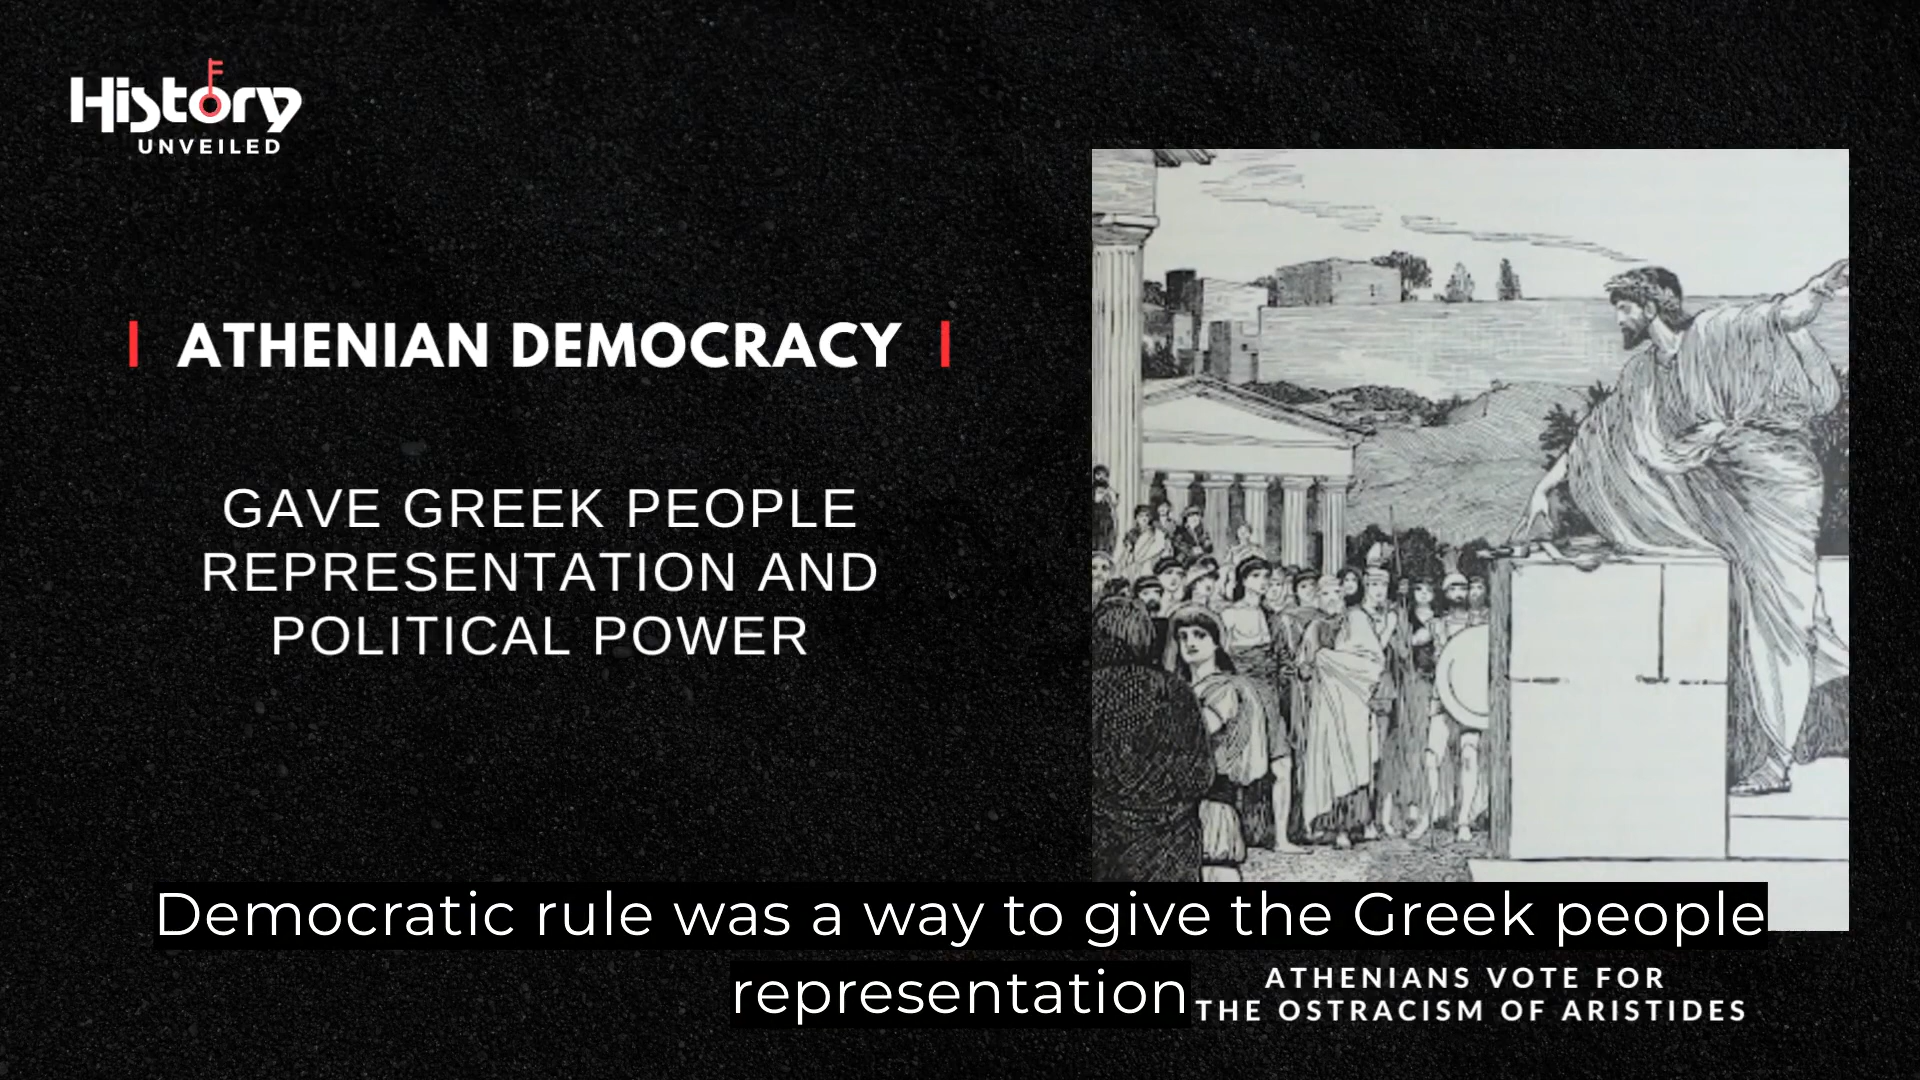 History
UNVEILED
ATHENIAN DEMOCRACY
GAVE GREEK PEOPLE
REPRESENTATION AND
POLITICAL POWER
Democratic rule was a way to give the Greek people
representation
ATHENIANS VOTE FOR
THE OSTRACISM OF ARISTIDES